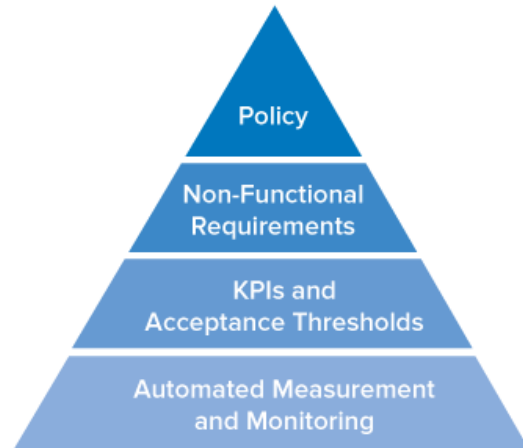 Policy
Non-Functional
Requirements
KPIs and
Acceptance Thresholds
Automated Measurement
and Monitoring